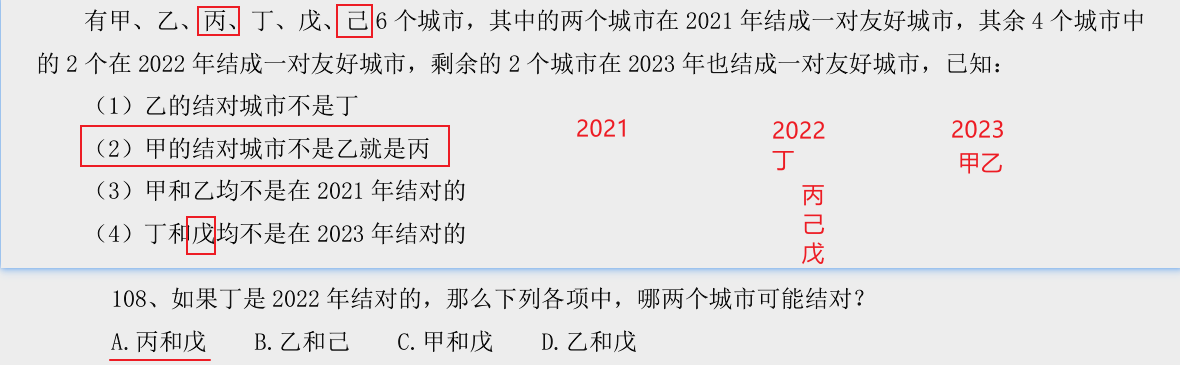 有甲、乙、丙、丁、戊、己 6 个城市，其中的两个城市在 2021 年结成一对友好城市，其余 4 个城市中
的 2 个在 2022 年结成一对友好城市，剩余的 2 个城市在 2023 年也结成一对友好城市，已知：
（1）乙的结对城市不是丁
（2）甲的结对城市不是乙就是丙
（3）甲和乙均不是在 2021 年结对的
（4）丁和戊均不是在 2023 年结对的
2021
2022
2023
丁
甲乙
丙
己
戊
108、如果丁是 2022 年结对的，那么下列各项中，哪两个城市可能结对？
A.丙和戊 B.乙和己 C.甲和戊 D.乙和戊